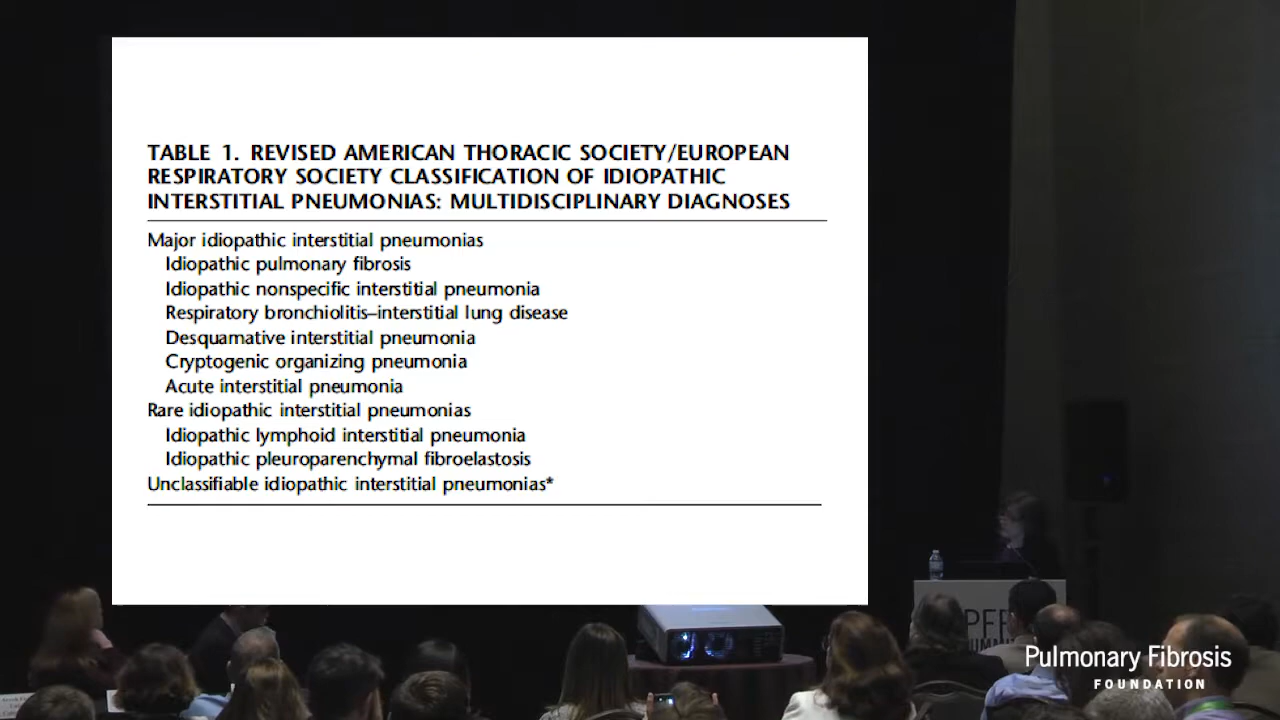 TABLE 1. REVISED AMERICAN THORACIC SOCIETY/EUROPEAN
RESPIRATORY SOCIETY CLASSIFICATION OF IDIOPATHIC
INTERSTITIAL PNEUMONIAS: MULTIDISCIPLINARY DIAGNOSES
Major idiopathic interstitial pneumonias
Idiopathic pulmonary fibrosis
Idiopathic nonspecific interstitial pneumonia
Respiratory bronchiolitis–interstitial lung disease
Desquamative interstitial pneumonia
Cryptogenic organizing pneumonia
Acute interstitial pneumonia
Rare idiopathic interstitial pneumonias
Idiopathic lymphoid interstitial pneumonia
Idiopathic pleuroparenchymal fibroelastosis
Unclassifiable idiopathic interstitial pneumonias*
PFF
Pulmonary Fibrosis
FOUNDATION